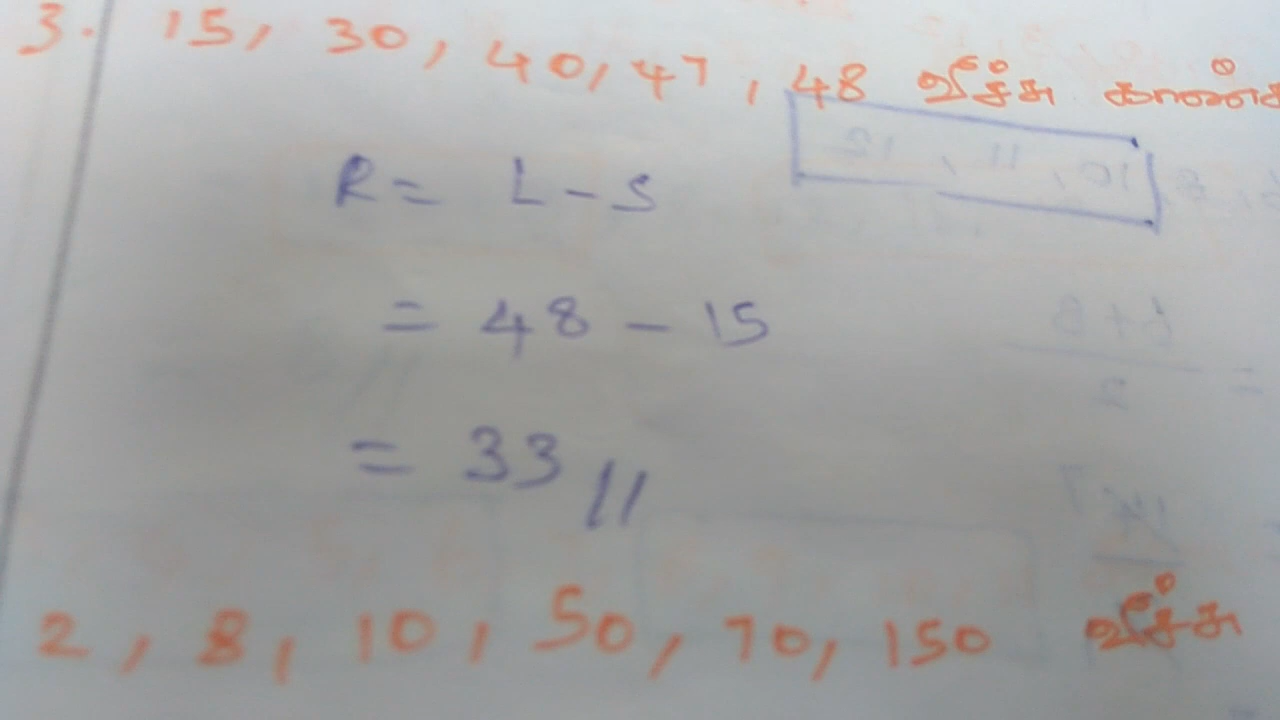 3. 15, 30, 40, 47, 48 வீச்சு காண்க
R = L - S
= 48 - 15
= 33 //
2, 8, 10, 50, 70, 150 வீச்சு